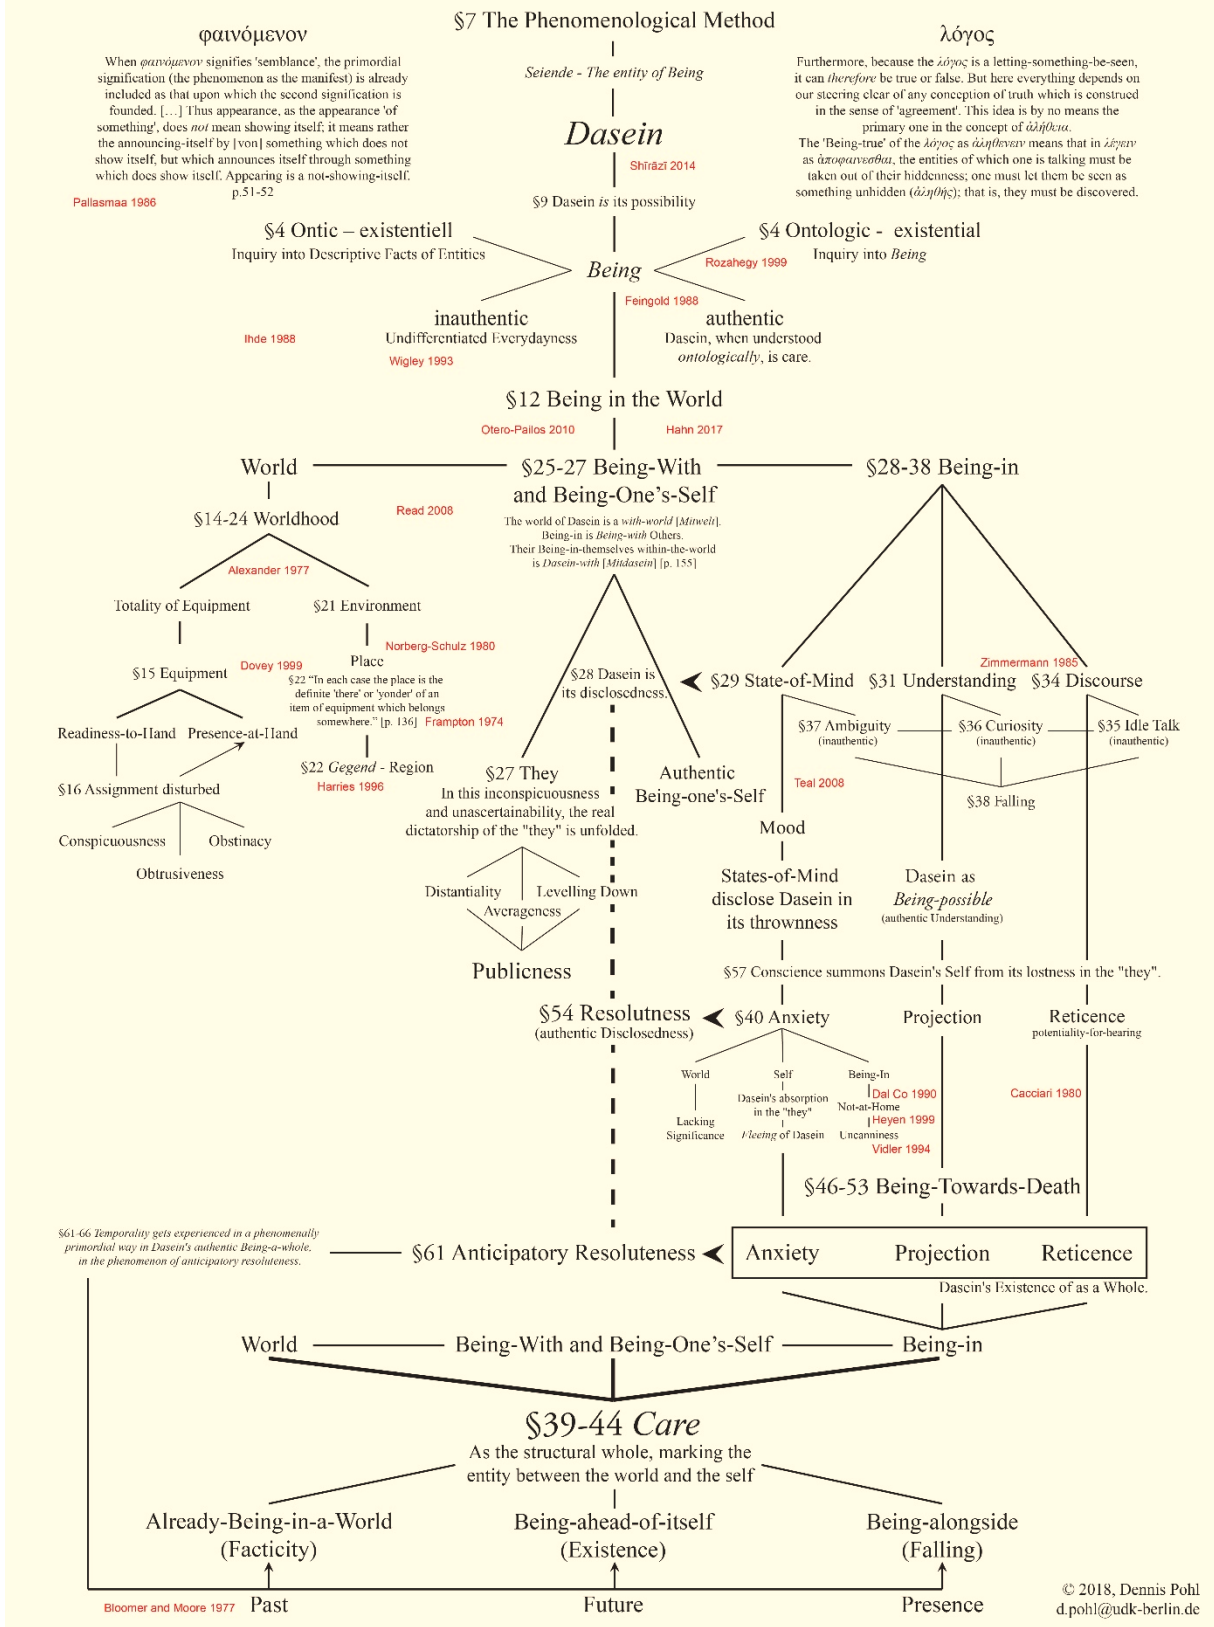 §7 The Phenomenological Method
φαινόμενον
When φαινόμενον signifies 'semblance', the primordial
signification (the phenomenon as the manifest) is already
included as that upon which the second signification is
founded. […] Thus appearance, as the appearance 'of
something', does not mean showing itself; it means rather
the announcing-itself by [von] something which does not
show itself, but which announces itself through something
which does show itself. Appearing is a not-showing-itself.
p.51-52
Pallasmaa 1986
Seiende - The entity of Being
Dasein
Shīrāzī 2014
§9 Dasein is its possibility
λόγος
Furthermore, because the λόγος is a letting-something-be-seen,
it can therefore be true or false. But here everything depends on
our steering clear of any conception of truth which is construed
in the sense of 'agreement'. This idea is by no means the
primary one in the concept of ἀλήθεια.
The 'Being-true' of the λόγος as ἀληθεύειν means that in λέγειν
as ἀποφαίνεσθαι, the entities of which one is talking must be
taken out of their hiddenness; one must let them be seen as
something unhidden (ἀληθής); that is, they must be discovered.
§4 Ontic – existentiell
Inquiry into Descriptive Facts of Entities
Being
§4 Ontologic - existential
Rozahegy 1999
Inquiry into Being
Feingold 1988
inauthentic
Undifferentiated Everydayness
Ihde 1988
Wigley 1993
authentic
Dasein, when understood
ontologically, is care.
§12 Being in the World
Otero-Pailos 2010
Hahn 2017
World
§25-27 Being-With
and Being-One's-Self
§28-38 Being-in
§14-24 Worldhood
Read 2008
The world of Dasein is a with-world [Mitwelt].
Being-in is Being-with Others.
Their Being-in-themselves within-the-world
is Dasein-with [Mitdasein] [p. 155]
Alexander 1977
Totality of Equipment
§21 Environment
Norberg-Schulz 1980
§15 Equipment
Dovey 1999
Place
§22 "In each case the place is the
definite 'there' or 'yonder' of an
item of equipment which belongs
somewhere." [p. 136]
Frampton 1974
Readiness-to-Hand
Presence-at-Hand
§22 Gegend - Region
Harries 1996
§16 Assignment disturbed
Conspicuousness
Obstinacy
Obtrusiveness
§28 Dasein is
its disclosedness.
§27 They
In this inconspicuousness
and unascertainability, the real
dictatorship of the "they" is unfolded.
Authentic
Being-one's-Self
Distantiality
Levelling Down
Averageness
Publicness
Zimmermann 1985
§29 State-of-Mind
§31 Understanding
§34 Discourse
§37 Ambiguity
(inauthentic)
§36 Curiosity
(inauthentic)
§35 Idle Talk
(inauthentic)
Teal 2008
§38 Falling
Mood
States-of-Mind
disclose Dasein in
its thrownness
Dasein as
Being-possible
(authentic Understanding)
§57 Conscience summons Dasein's Self from its lostness in the "they".
§54 Resolutness
(authentic Disclosedness)
§40 Anxiety
Projection
Reticence
potentiality-for-hearing
World
Self
Being-In
Lacking
Significance
Dasein's absorption
in the "they"
Fleeing of Dasein
Dal Co 1990
Not-at-Home
Heyen 1999
Uncanniness
Vidler 1994
Cacciari 1980
§46-53 Being-Towards-Death
§61-66 Temporality gets experienced in a phenomenally
primordial way in Dasein's authentic Being-a-whole,
in the phenomenon of anticipatory resoluteness.
§61 Anticipatory Resoluteness
Anxiety
Projection
Reticence
Dasein's Existence of as a Whole.
World
Being-With and Being-One's-Self
Being-in
§39-44 Care
As the structural whole, marking the
entity between the world and the self
Already-Being-in-a-World
(Facticity)
Being-ahead-of-itself
(Existence)
Being-alongside
(Falling)
Bloomer and Moore 1977
Past
Future
Presence
© 2018, Dennis Pohl
d.pohl@udk-berlin.de